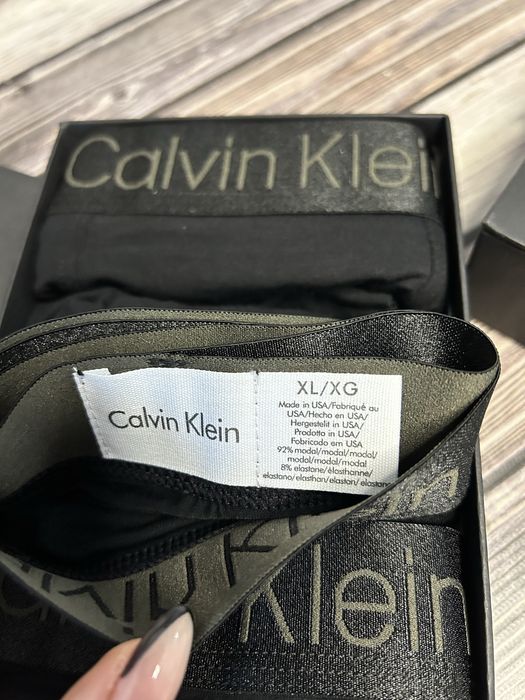 Calvin Klein
Calvin Klein
XL/XG
Made in USA/Fabriqué au
USA/Hecho en USA/
Hergestelit in USA/
Prodotto in USA/
Fabricado em USA
92% modal/modal/modal/
modal/modal/modal
8% elastane/élasthanne/
elastano/elasthan/elastan/elastano
Klein